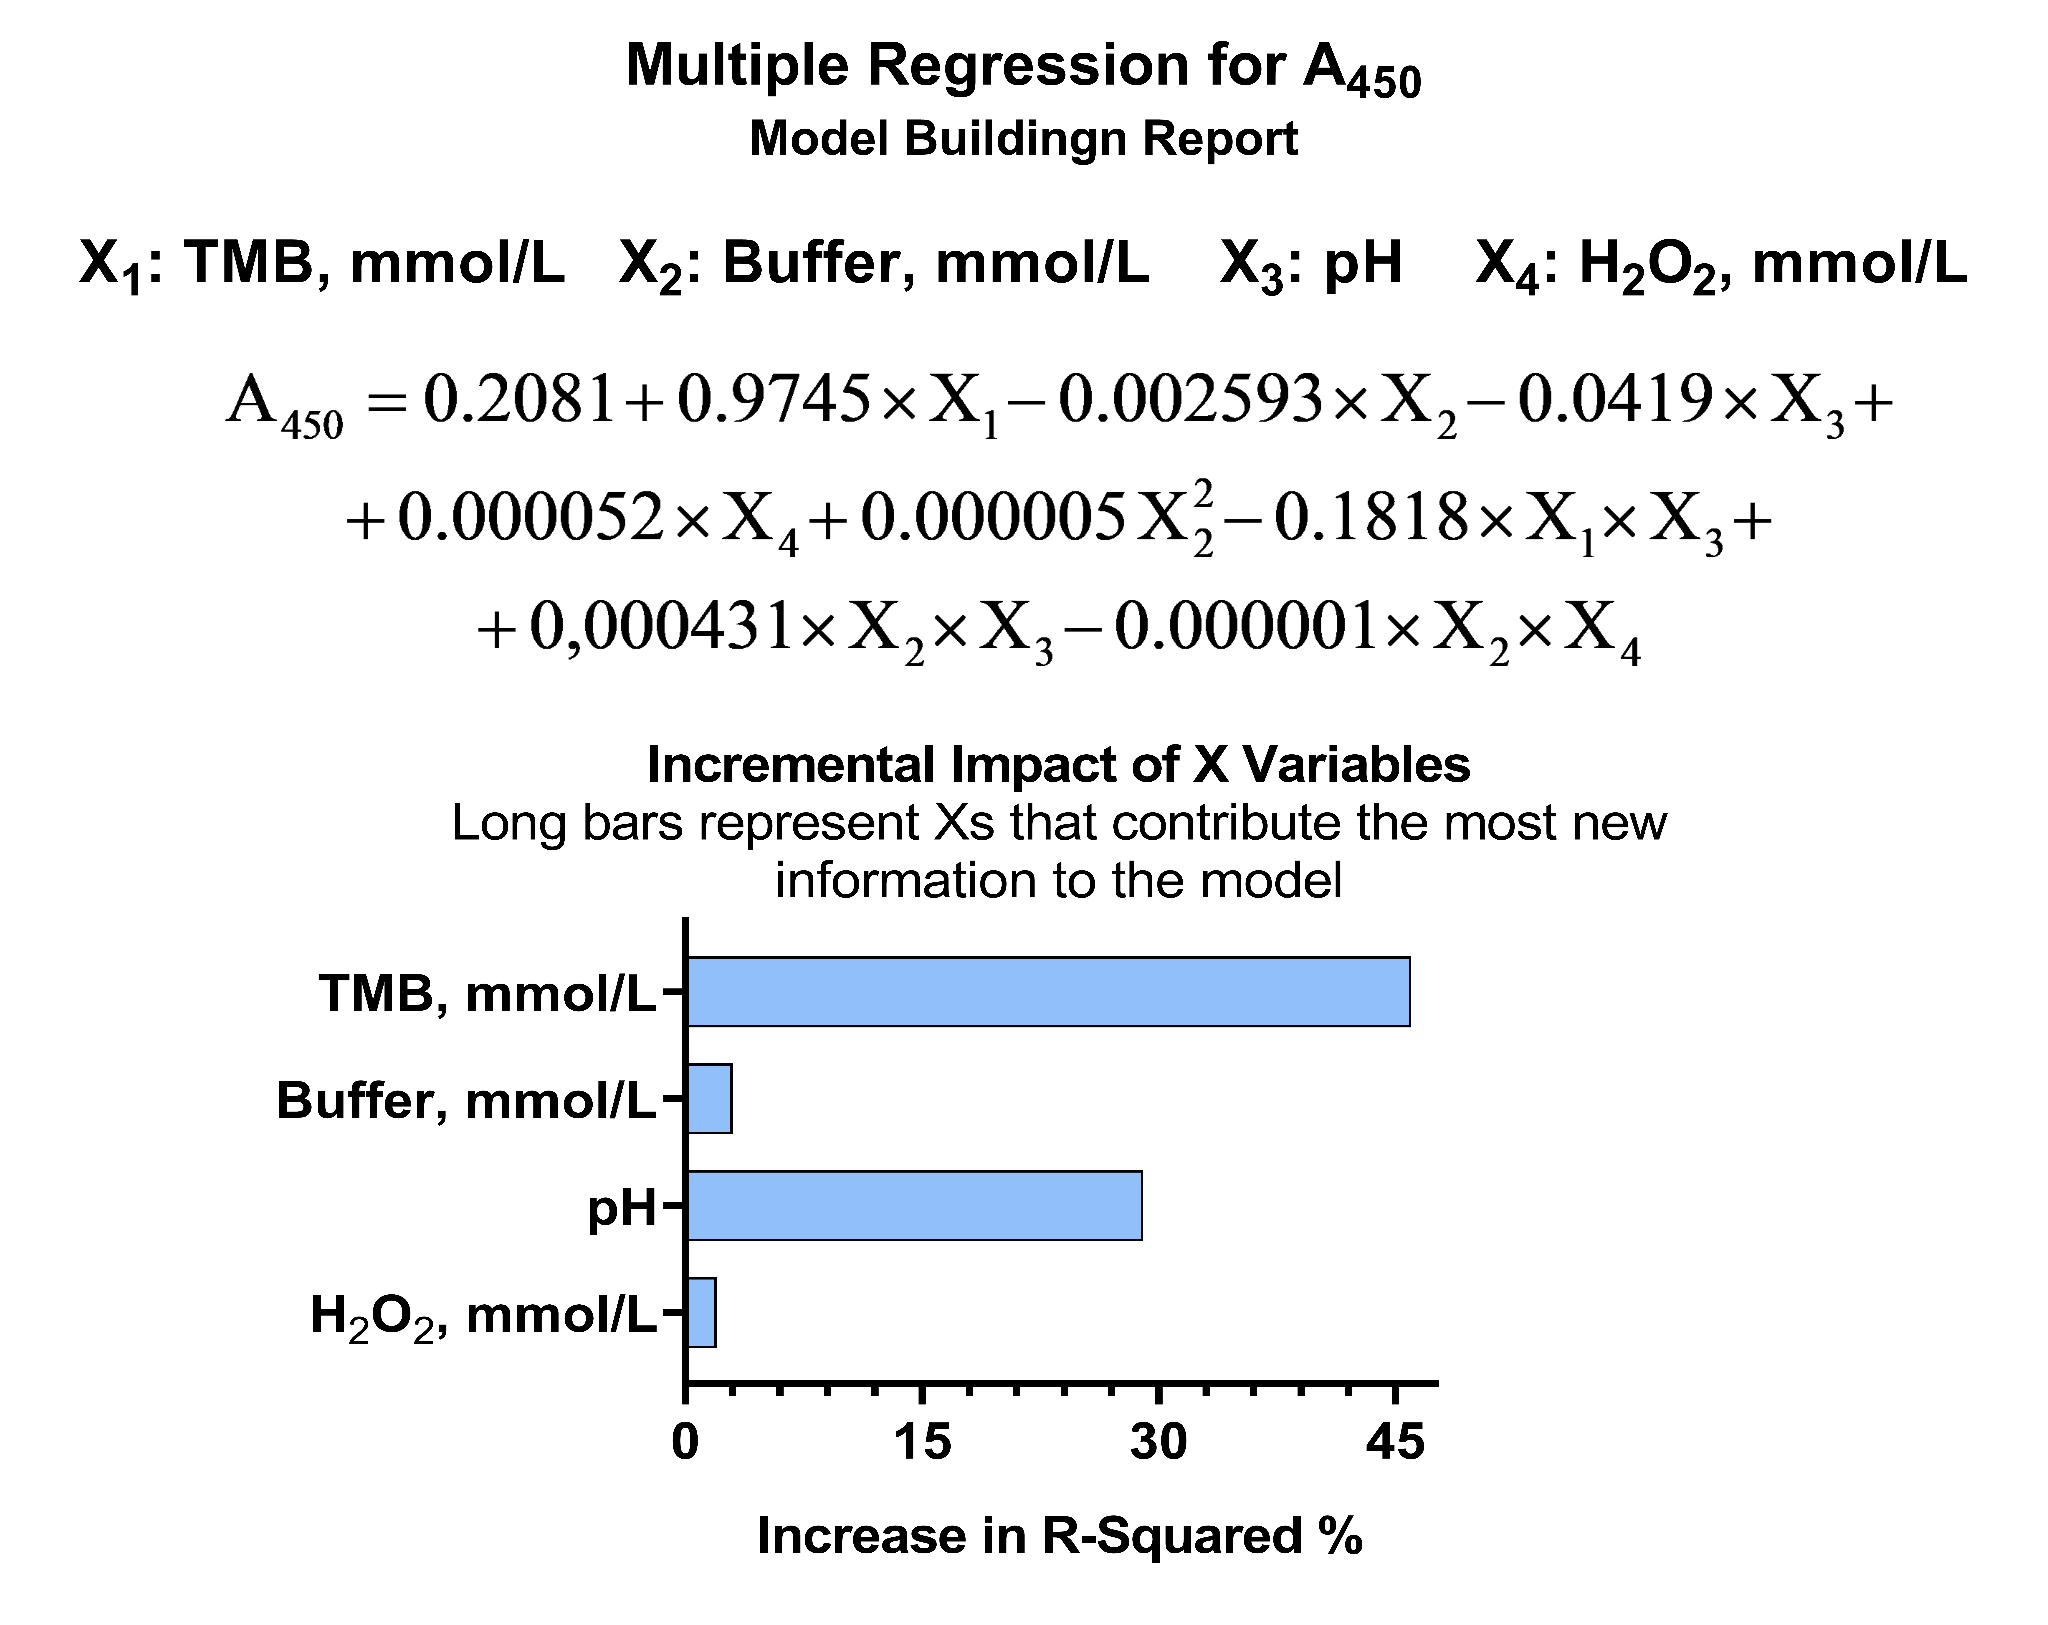 Multiple Regression for A₄₅₀
Model Buildingn Report
X₁: TMB, mmol/L X₂: Buffer, mmol/L X₃: pH X₄: H₂O₂, mmol/L
A₄₅₀ = 0.2081+0.9745×X₁−0.002593×X₂−0.0419×X₃+
+0.000052×X₄+0.000005X₂²−0.1818×X₁×X₃+
+0,000431×X₂×X₃−0.000001×X₂×X₄
Incremental Impact of X Variables
Long bars represent Xs that contribute the most new
information to the model
TMB, mmol/L
Buffer, mmol/L
pH
H₂O₂, mmol/L
0 15 30 45
Increase in R-Squared %